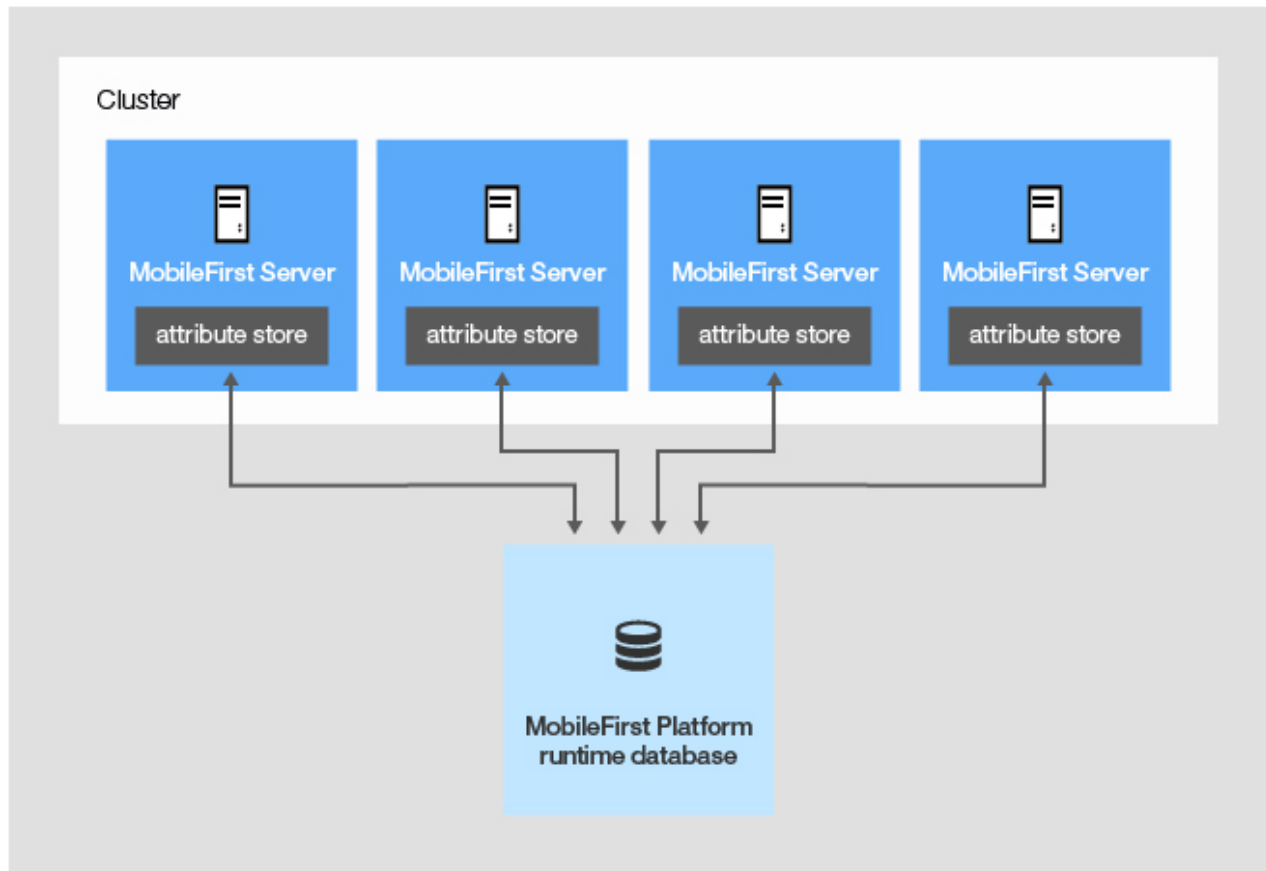 Cluster
MobileFirst Server
MobileFirst Server
MobileFirst Server
MobileFirst Server
attribute store
attribute store
attribute store
attribute store
MobileFirst Platform
runtime database